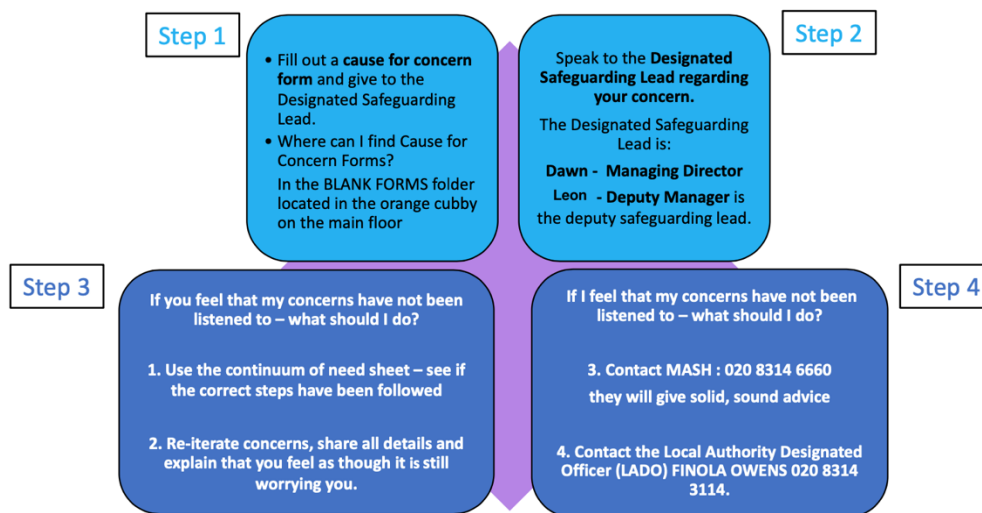 Step 1
• Fill out a cause for concern
form and give to the
Designated Safeguarding
Lead.
• Where can I find Cause for
Concern Forms?
In the BLANK FORMS folder
located in the orange cubby
on the main floor
Step 2
Speak to the Designated
Safeguarding Lead regarding
your concern.
The Designated Safeguarding
Lead is:
Dawn - Managing Director
Leon - Deputy Manager is
the deputy safeguarding lead.
Step 3
If you feel that my concerns have not been
listened to – what should I do?
1. Use the continuum of need sheet – see if
the correct steps have been followed
2. Re-iterate concerns, share all details and
explain that you feel as though it is still
worrying you.
Step 4
If I feel that my concerns have not been
listened to – what should I do?
3. Contact MASH : 020 8314 6660
they will give solid, sound advice
4. Contact the Local Authority Designated
Officer (LADO) FINOLA OWENS 020 8314
3114.